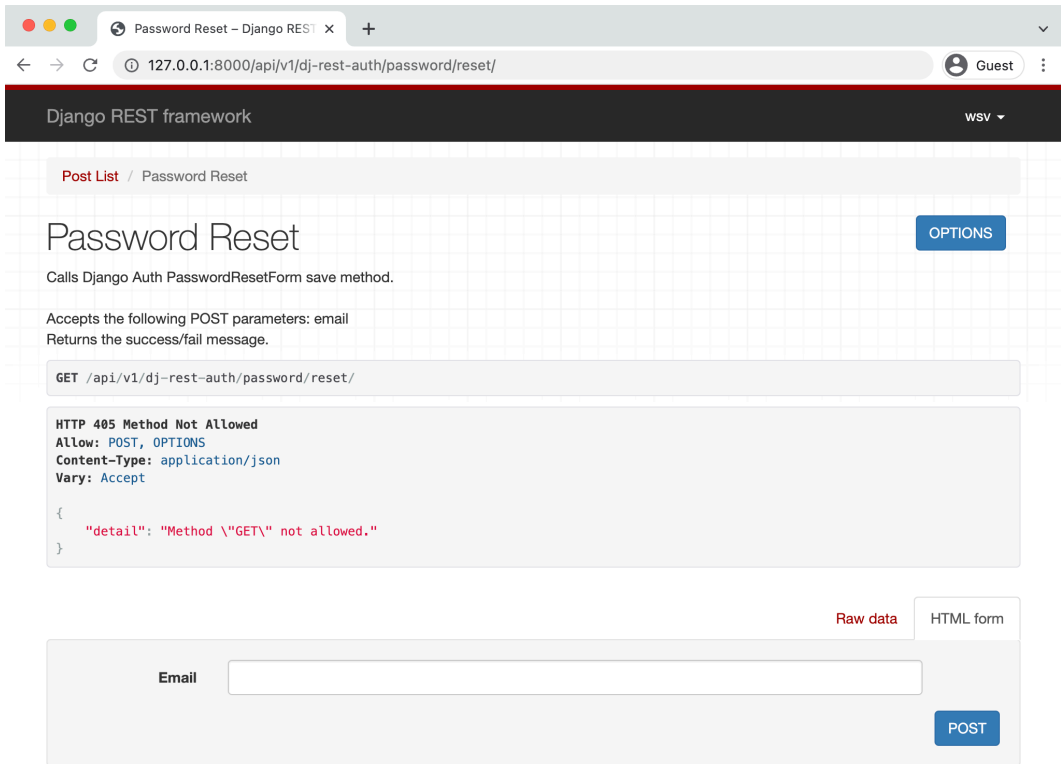 Password Reset – Django REST
127.0.0.1:8000/api/v1/dj-rest-auth/password/reset/
Guest
Django REST framework
wsv
Post List / Password Reset
Password Reset
OPTIONS
Calls Django Auth PasswordResetForm save method.
Accepts the following POST parameters: email
Returns the success/fail message.
GET /api/v1/dj-rest-auth/password/reset/
HTTP 405 Method Not Allowed
Allow: POST, OPTIONS
Content-Type: application/json
Vary: Accept
{
    "detail": "Method \"GET\" not allowed."
}
Raw data
HTML form
Email
POST